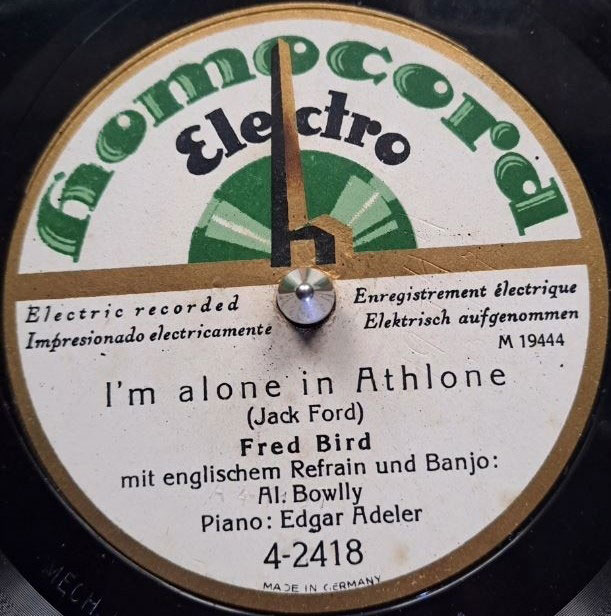 homocord
Electro
h
Electric recorded
Impresionado electricamente
Enregistrement électrique
Elektrisch aufgenommen
M 19444
I'm alone in Athlone
(Jack Ford)
Fred Bird
mit englischem Refrain und Banjo:
Al. Bowlly
Piano: Edgar Adeler
4-2418
MADE IN GERMANY
MECH